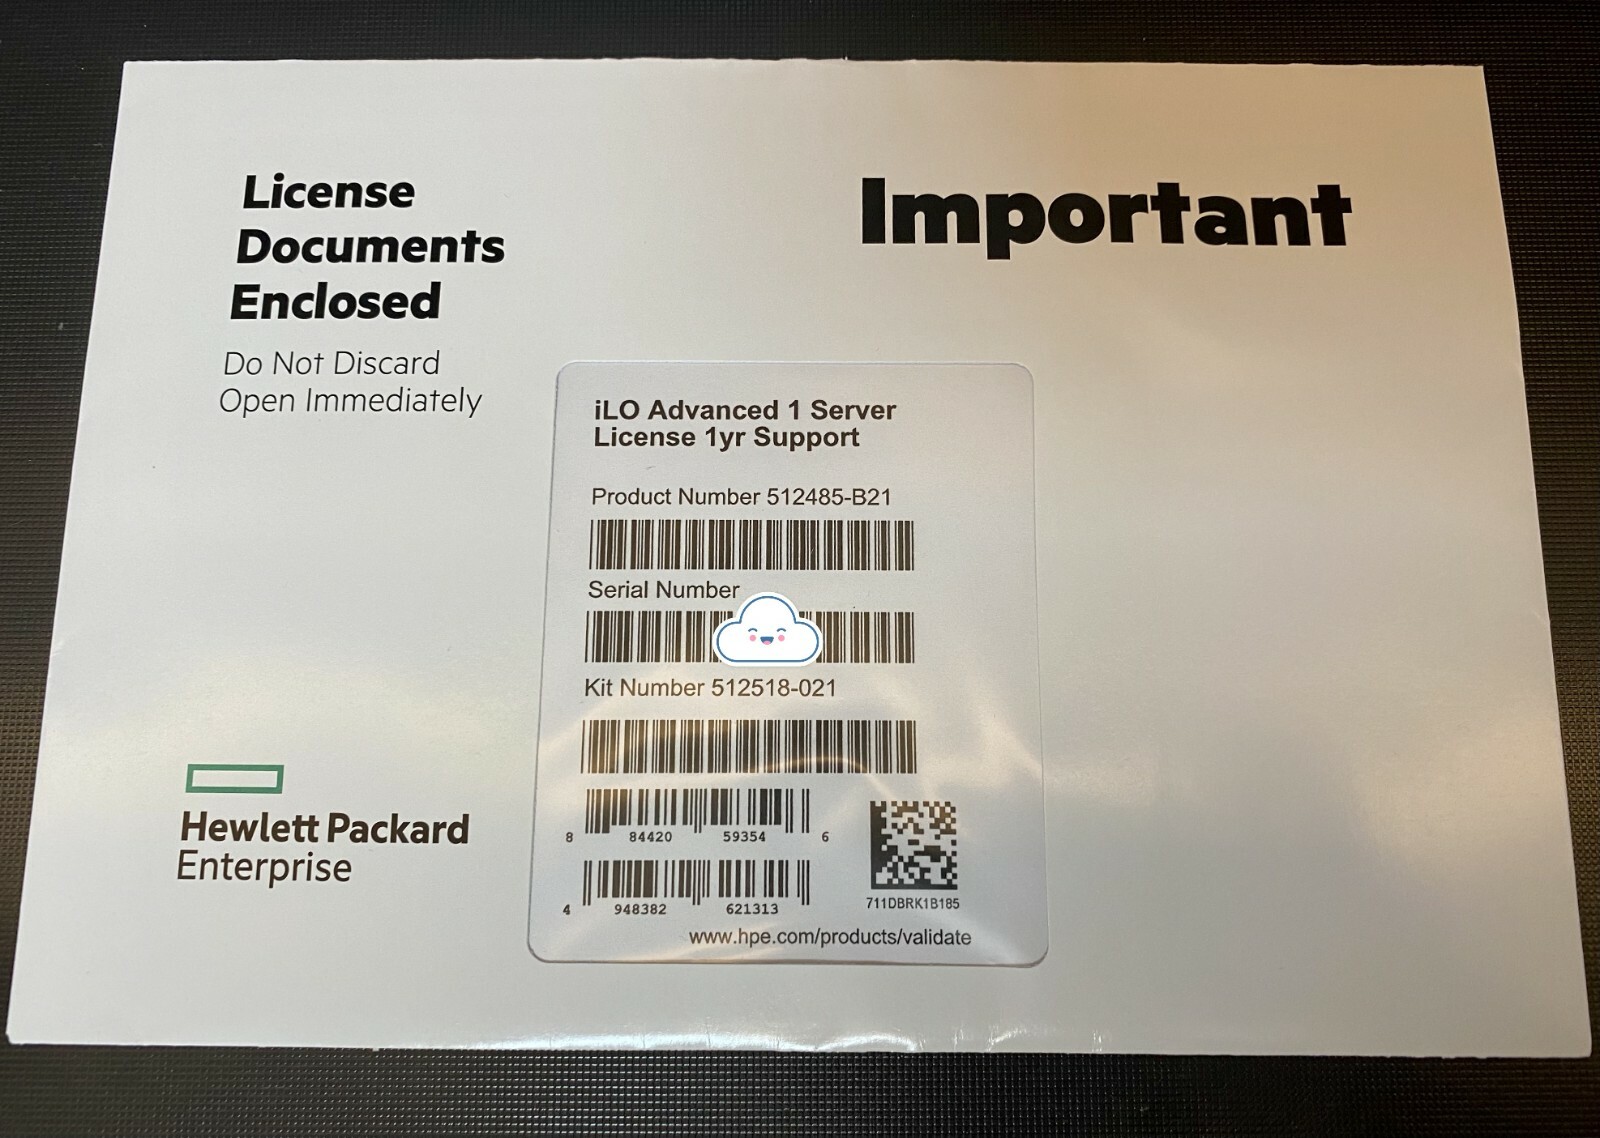 License
Documents
Enclosed
Do Not Discard
Open Immediately
Important
iLO Advanced 1 Server
License 1yr Support
Product Number 512485-B21
Serial Number
Kit Number 512518-021
8 84420 59354 6
4 948382 621313
711DBRK1B185
www.hpe.com/products/validate
Hewlett Packard
Enterprise